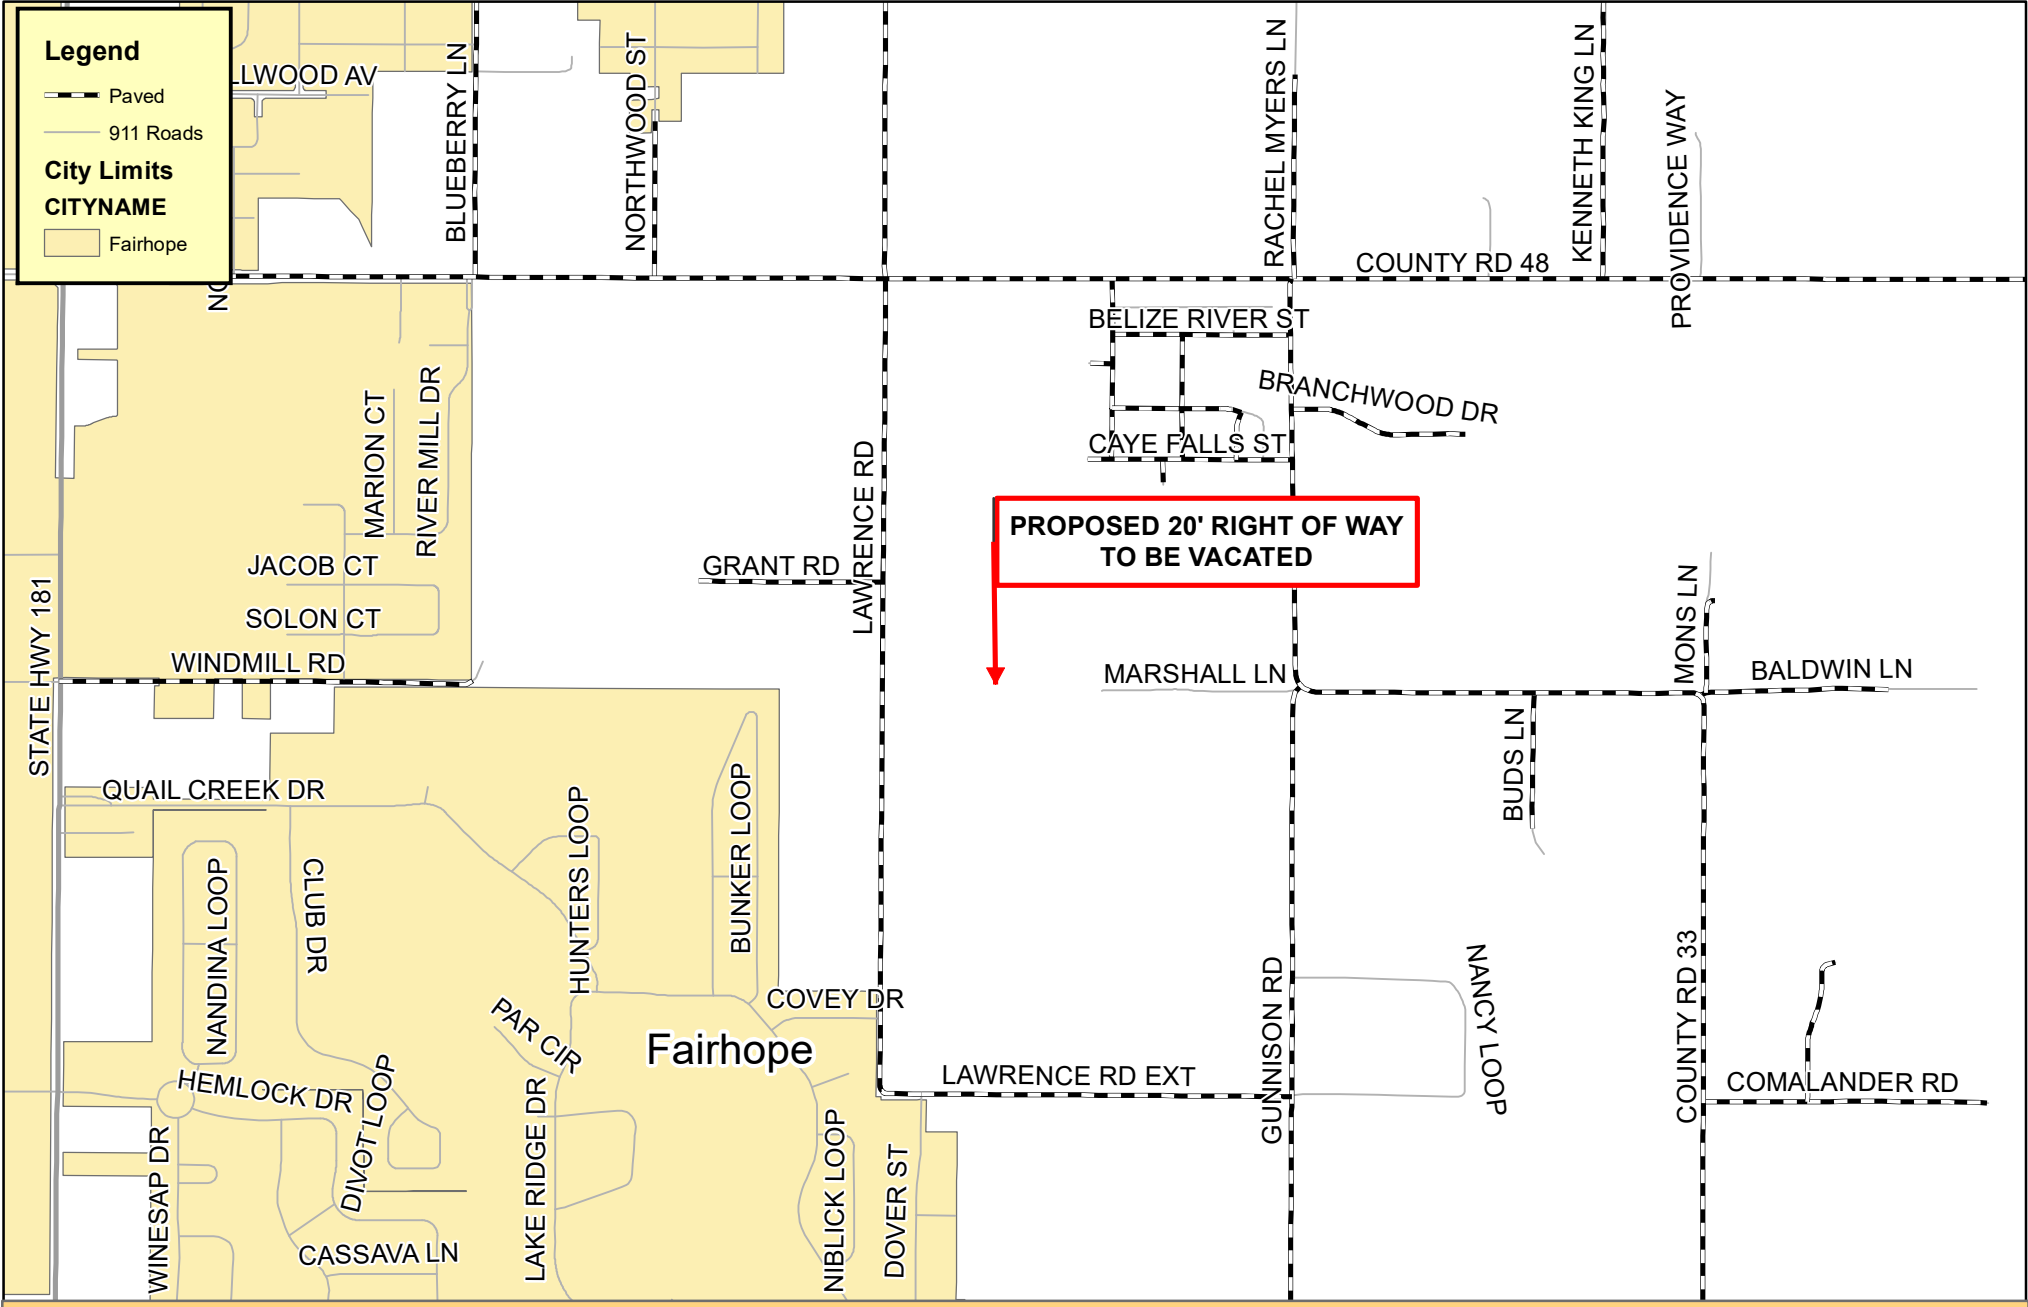 Legend
Paved
911 Roads
City Limits
CITYNAME
Fairhope
LLWOOD AV
BLUEBERRY LN
NORTHWOOD ST
RACHEL MYERS LN
KENNETH KING LN
PROVIDENCE WAY
COUNTY RD 48
NO
BELIZE RIVER ST
BRANCHWOOD DR
CAYE FALLS ST
MARION CT
RIVER MILL DR
LAWRENCE RD
PROPOSED 20' RIGHT OF WAY
TO BE VACATED
GRANT RD
JACOB CT
SOLON CT
WINDMILL RD
STATE HWY 181
MARSHALL LN
MONS LN
BALDWIN LN
BUDS LN
QUAIL CREEK DR
NANDINA LOOP
CLUB DR
HUNTERS LOOP
BUNKER LOOP
COVEY DR
PAR CIR
Fairhope
GUNNISON RD
NANCY LOOP
COUNTY RD 33
LAWRENCE RD EXT
COMALANDER RD
HEMLOCK DR
DIVOT LOOP
WINESAP DR
LAKE RIDGE DR
NIBLICK LOOP
DOVER ST
CASSAVA LN